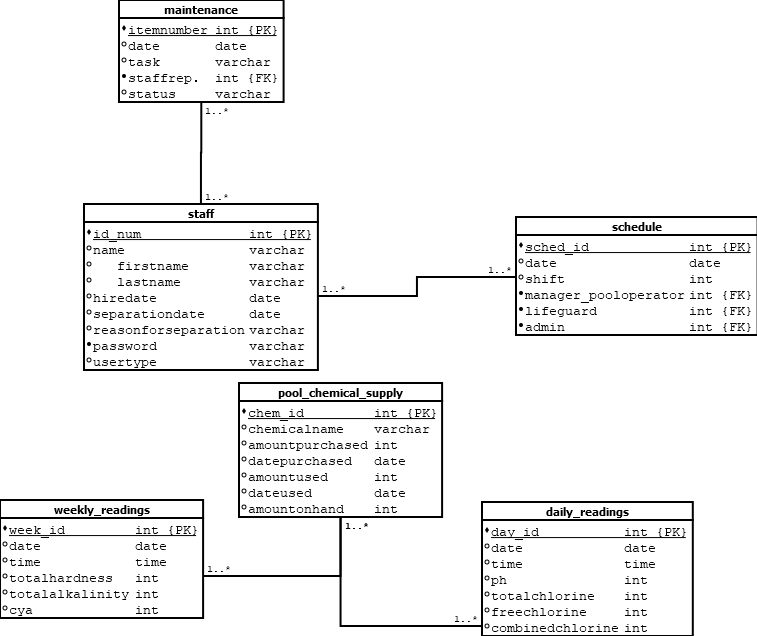 maintenance
itemnumber int {PK}
date date
task varchar
staffrep. int {FK}
status varchar
1..*
1..*
staff
id_num int {PK}
name varchar
firstname varchar
lastname varchar
hiredate date
separationdate date
reasonforseparation varchar
password varchar
usertype varchar
1..*
1..*
schedule
sched_id int {PK}
date date
shift int
manager_pooloperator int {FK}
lifeguard int {FK}
admin int {FK}
pool_chemical_supply
chem_id int {PK}
chemicalname varchar
amountpurchased int
datepurchased date
amountused int
dateused date
amountonhand int
1..*
weekly_readings
week_id int {PK}
date date
time time
totalhardness int
totalalkalinity int
cya int
1..*
1..*
daily_readings
day_id int {PK}
date date
time time
ph int
totalchlorine int
freechlorine int
combinedchlorine int